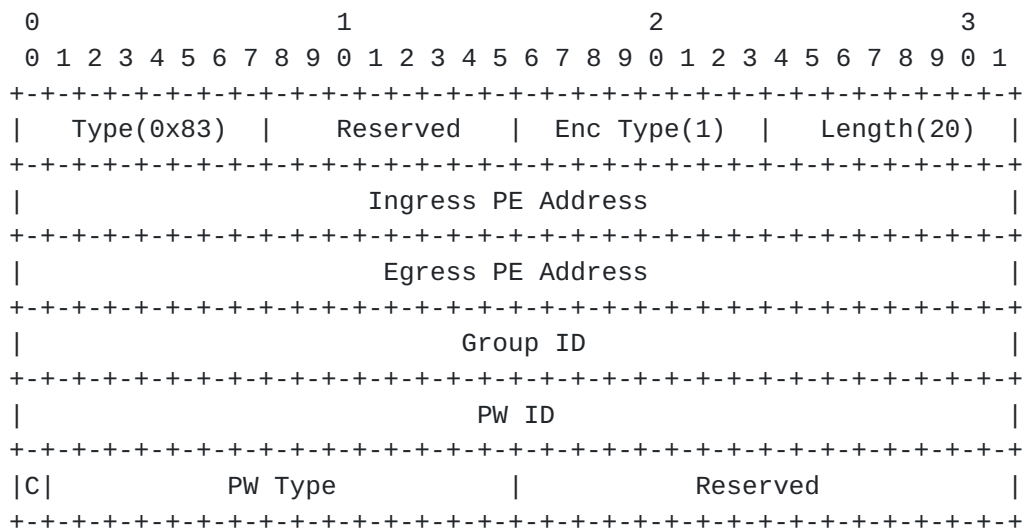 0                   1                   2                   3
 0 1 2 3 4 5 6 7 8 9 0 1 2 3 4 5 6 7 8 9 0 1 2 3 4 5 6 7 8 9 0 1
+-+-+-+-+-+-+-+-+-+-+-+-+-+-+-+-+-+-+-+-+-+-+-+-+-+-+-+-+-+-+-+-+
|   Type(0x83)  |    Reserved   |  Enc Type(1)  |   Length(20)  |
+-+-+-+-+-+-+-+-+-+-+-+-+-+-+-+-+-+-+-+-+-+-+-+-+-+-+-+-+-+-+-+-+
|                      Ingress PE Address                       |
+-+-+-+-+-+-+-+-+-+-+-+-+-+-+-+-+-+-+-+-+-+-+-+-+-+-+-+-+-+-+-+-+
|                       Egress PE Address                       |
+-+-+-+-+-+-+-+-+-+-+-+-+-+-+-+-+-+-+-+-+-+-+-+-+-+-+-+-+-+-+-+-+
|                            Group ID                           |
+-+-+-+-+-+-+-+-+-+-+-+-+-+-+-+-+-+-+-+-+-+-+-+-+-+-+-+-+-+-+-+-+
|                             PW ID                             |
+-+-+-+-+-+-+-+-+-+-+-+-+-+-+-+-+-+-+-+-+-+-+-+-+-+-+-+-+-+-+-+-+
|C|           PW Type           |           Reserved            |
+-+-+-+-+-+-+-+-+-+-+-+-+-+-+-+-+-+-+-+-+-+-+-+-+-+-+-+-+-+-+-+-+